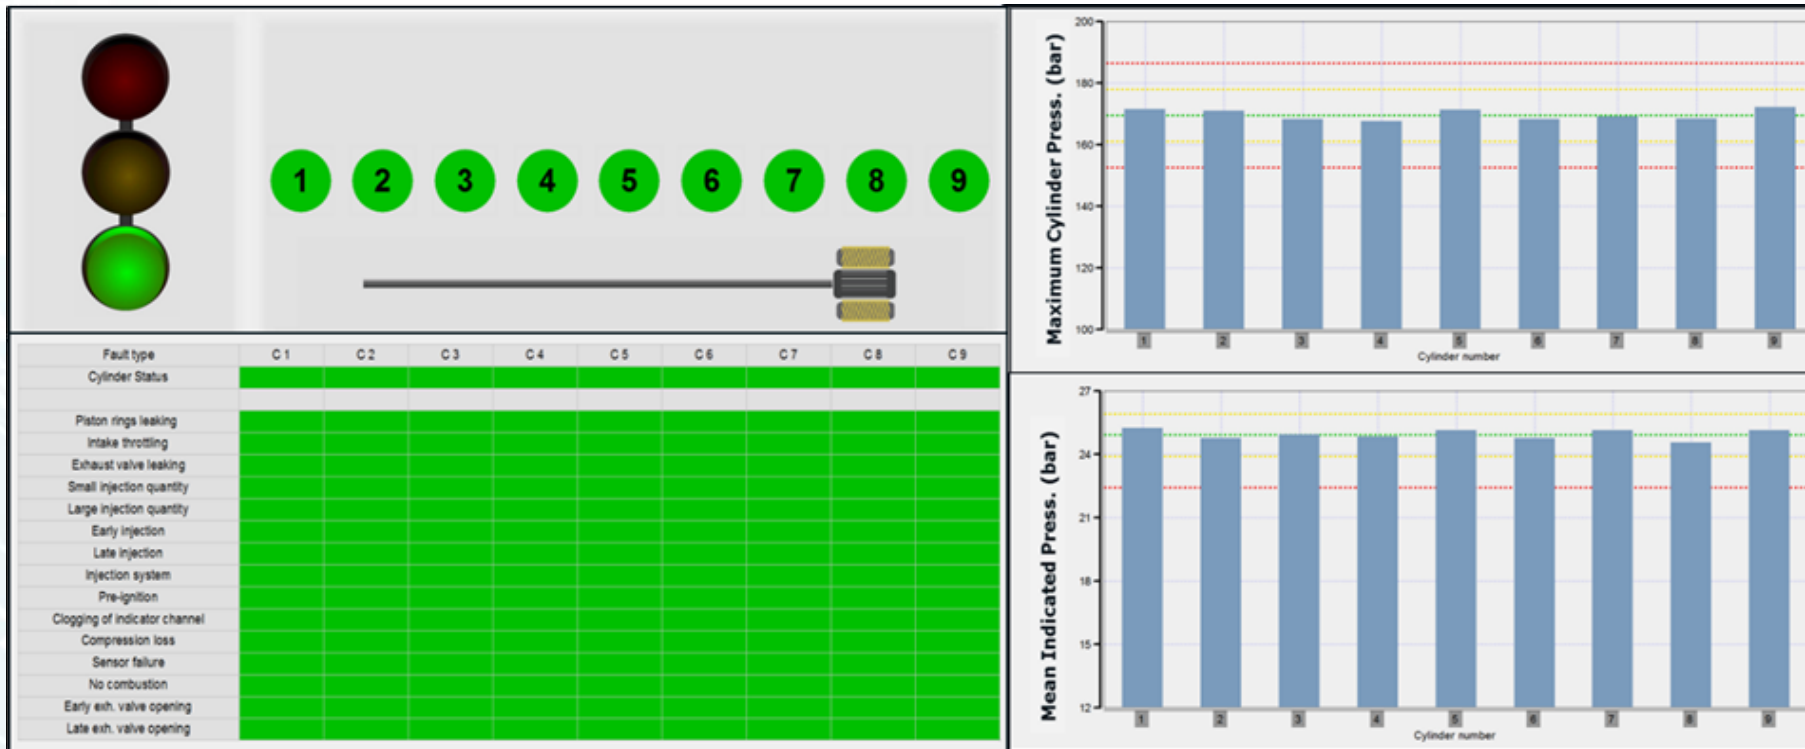 1 2 3 4 5 6 7 8 9
Fault type C 1 C 2 C 3 C 4 C 5 C 6 C 7 C 8 C 9
Cylinder Status
Piston rings leaking
Intake throttling
Exhaust valve leaking
Small injection quantity
Large injection quantity
Early injection
Late injection
Injection system
Pre-ignition
Clogging of indicator channel
Compression loss
Sensor failure
No combustion
Early exh. valve opening
Late exh. valve opening
Maximum Cylinder Press. (bar)
200
180
160
140
120
100
1 2 3 4 5 6 7 8 9
Cylinder number
Mean Indicated Press. (bar)
27
24
21
18
15
12
1 2 3 4 5 6 7 8 9
Cylinder number